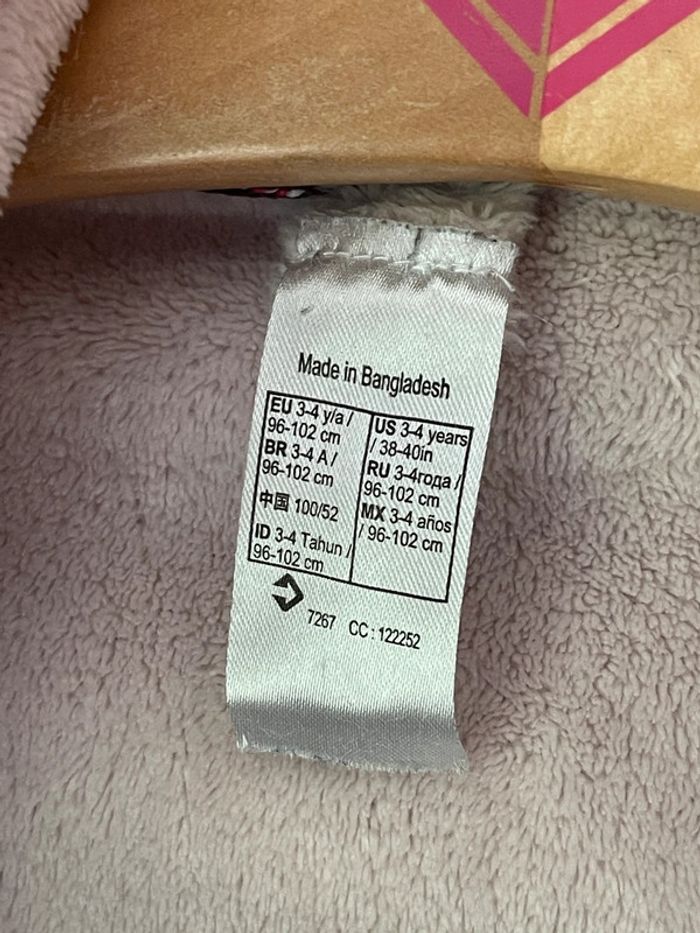 Made in Bangladesh
EU 3-4 y/a /
96-102 cm
BR 3-4 A /
96-102 cm
中国 100/52
ID 3-4 Tahun /
96-102 cm
US 3-4 years
/ 38-40in
RU 3-4года /
96-102 cm
MX 3-4 años
/ 96-102 cm
7267 CC : 122252